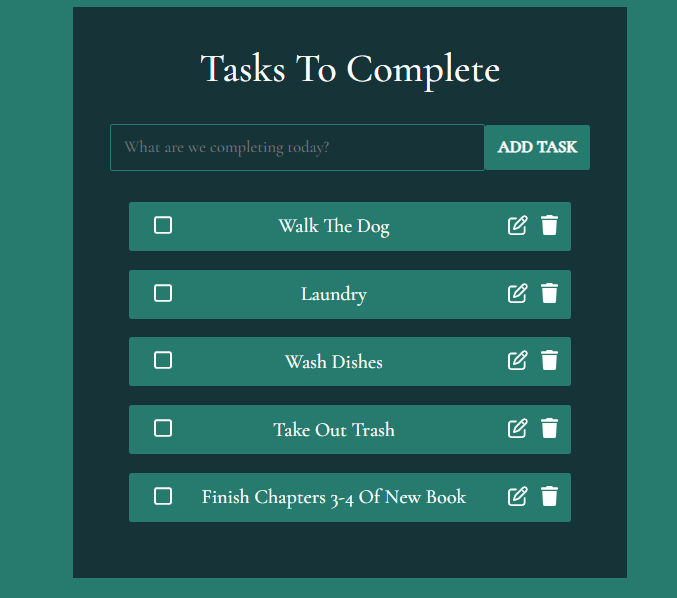 Tasks To Complete
What are we completing today?
ADD TASK
Walk The Dog
Laundry
Wash Dishes
Take Out Trash
Finish Chapters 3-4 Of New Book